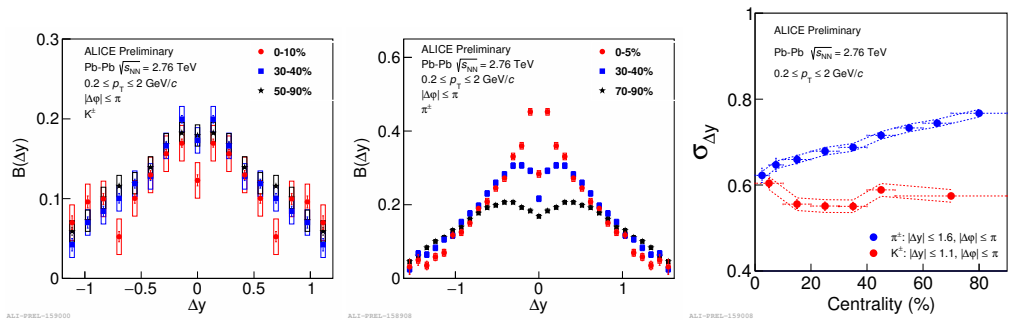 ALICE Preliminary
Pb-Pb √sNN = 2.76 TeV
0.2 ≤ pT ≤ 2 GeV/c
|Δφ| ≤ π
K±
0-10%
30-40%
50-90%
B(Δy)
0.3
0.2
0.1
0
−1
−0.5
0
0.5
1
Δy
ALI-PREL-159000
ALICE Preliminary
Pb-Pb √sNN = 2.76 TeV
0.2 ≤ pT ≤ 2 GeV/c
|Δφ| ≤ π
π±
0-5%
30-40%
70-90%
B(Δy)
0.6
0.4
0.2
0
−1
0
1
Δy
ALI-PREL-158908
ALICE Preliminary
Pb-Pb √sNN = 2.76 TeV
0.2 ≤ pT ≤ 2 GeV/c
σΔy
1
0.8
0.6
0.4
π±: |Δy| ≤ 1.6, |Δφ| ≤ π
K±: |Δy| ≤ 1.1, |Δφ| ≤ π
0
20
40
60
80
Centrality (%)
ALI-PREL-159008